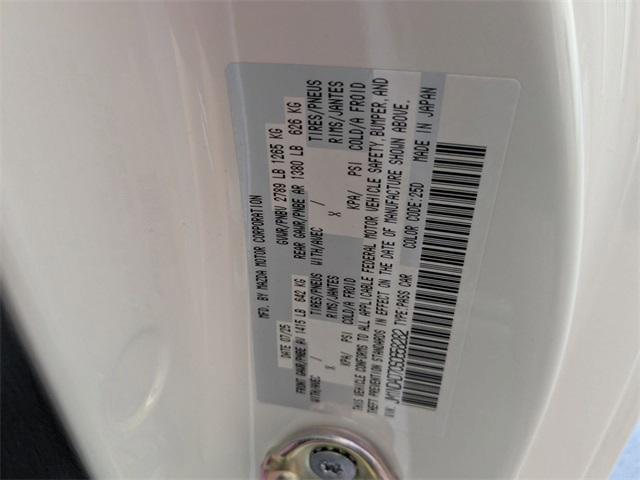 MFD. BY MAZDA MOTOR CORPORATION
DATE 07/25 GVWR/PNBV 2789 LB 1265 KG
FRONT GAWR/PNBE AV 1415 LB 642 KG REAR GAWR/PNBE AR 1380 LB 626 KG
WITH/AVEC / TIRES/PNEUS WITH/AVEC / TIRES/PNEUS
X RIMS/JANTES X RIMS/JANTES
KPA/ PSI COLD/A FROID KPA/ PSI COLD/A FROID
THIS VEHICLE CONFORMS TO ALL APPLICABLE FEDERAL MOTOR VEHICLE SAFETY, BUMPER, AND
THEFT PREVENTION STANDARDS IN EFFECT ON THE DATE OF MANUFACTURE SHOWN ABOVE.
VIN: TYPE:PASS CAR COLOR CODE:25D MADE IN JAPAN